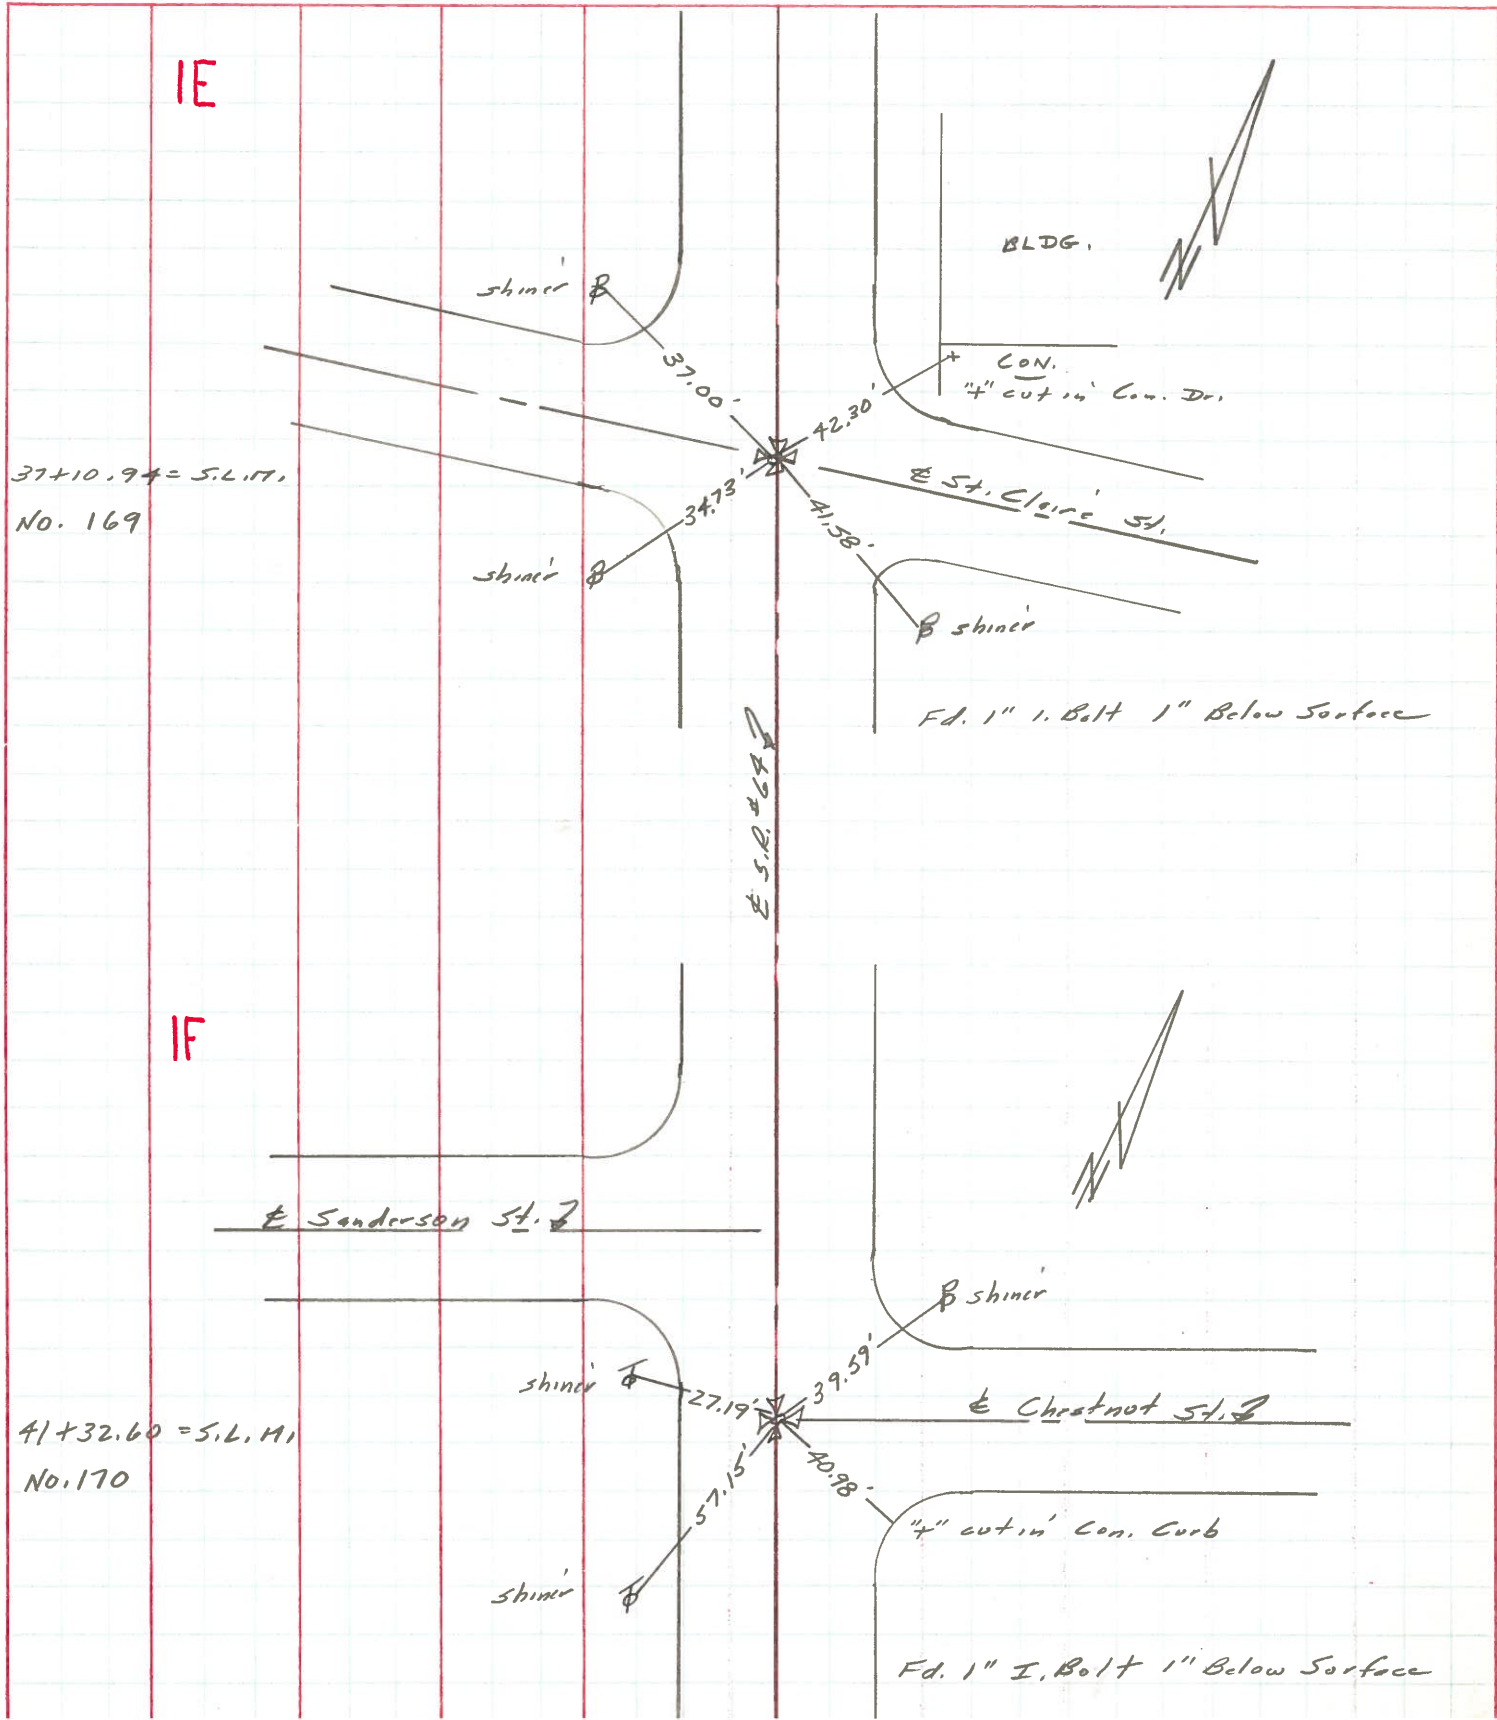 1E
BLDG.
shiner
37.00'
CON.
"+" cut in Con. Dr.
42.30'
37+10.94 = S.L.M.
No. 169
34.73'
℄ St. Claire St.
41.58'
shiner
shiner
Fd. 1" I. Bolt 1" Below Surface
℄ S.R. #64
1F
℄ Sanderson St.
shiner
39.59'
shiner
27.19'
℄ Chestnut St.
41+32.60 = S.L.M.
No. 170
57.15'
40.98'
"+" cut in Con. Curb
shiner
Fd. 1" I. Bolt 1" Below Surface